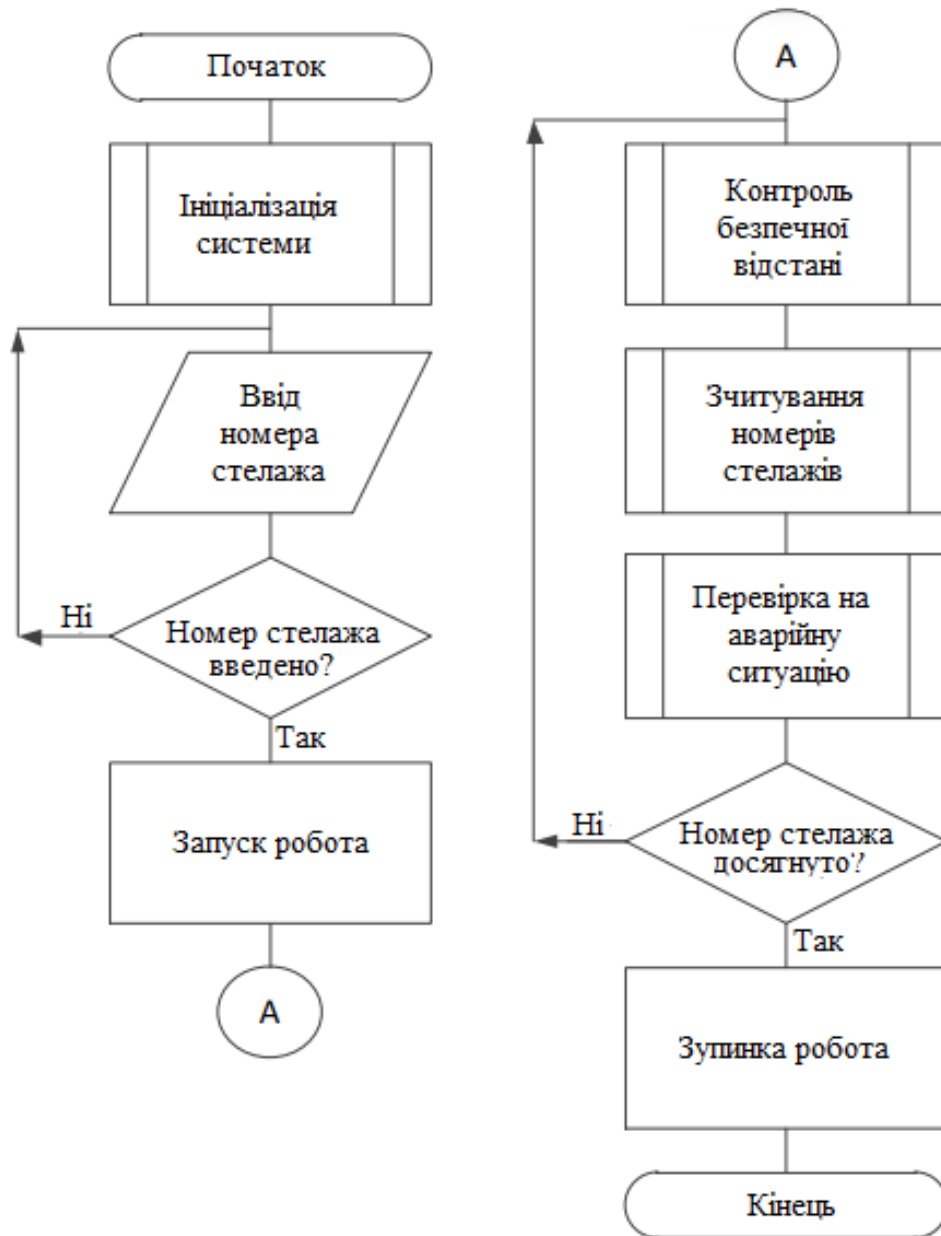 Початок
Ініціалізація
системи
Ввід
номера
стелажа
Номер стелажа
введено?
Ні
Так
Запуск робота
А
А
Контроль
безпечної
відстані
Зчитування
номерів
стелажів
Перевірка на
аварійну
ситуацію
Номер стелажа
досягнуто?
Ні
Так
Зупинка робота
Кінець